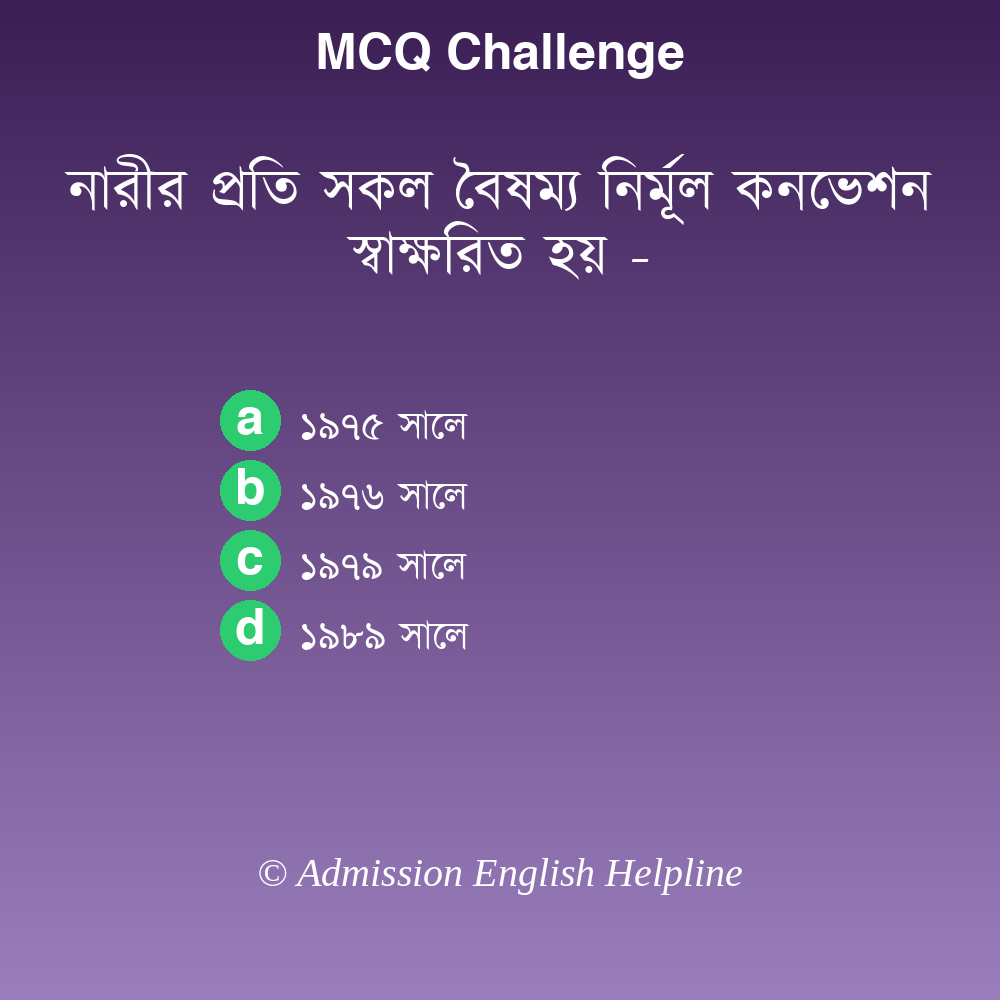 MCQ Challenge
নারীর প্রতি সকল বৈষম্য নির্মূল কনভেশন
স্বাক্ষরিত হয় -
a ১৯৭৫ সালে
b ১৯৭৬ সালে
c ১৯৭৯ সালে
d ১৯৮৯ সালে
© Admission English Helpline